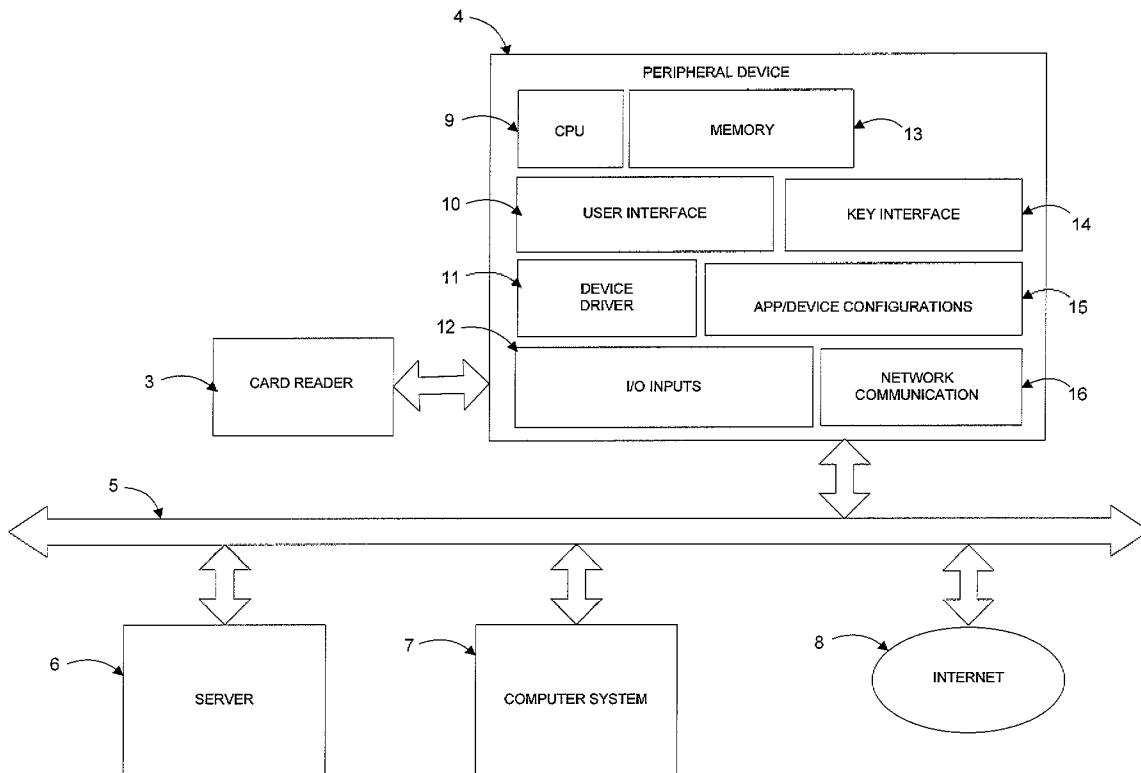 4
PERIPHERAL DEVICE
9
CPU
MEMORY
13
10
USER INTERFACE
KEY INTERFACE
14
11
DEVICE
DRIVER
APP/DEVICE CONFIGURATIONS
15
12
3
CARD READER
I/O INPUTS
NETWORK
COMMUNICATION
16
5
6
SERVER
7
COMPUTER SYSTEM
8
INTERNET